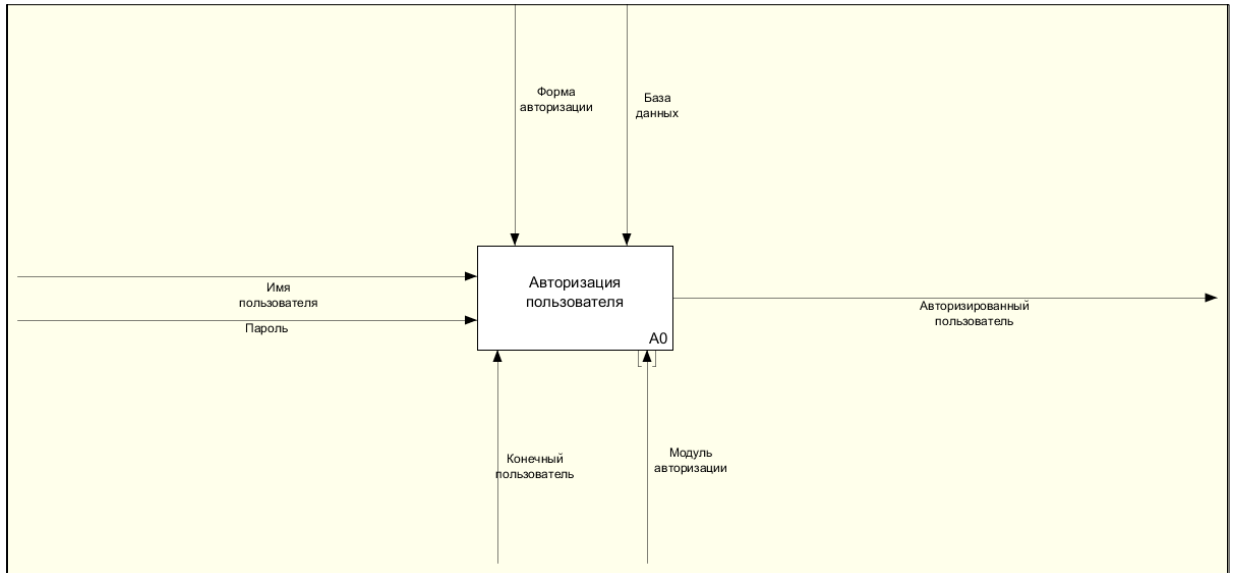 Форма
авторизации
База
данных
Авторизация
пользователя
A0
Имя
пользователя
Пароль
Авторизированный
пользователь
Конечный
пользователь
Модуль
авторизации